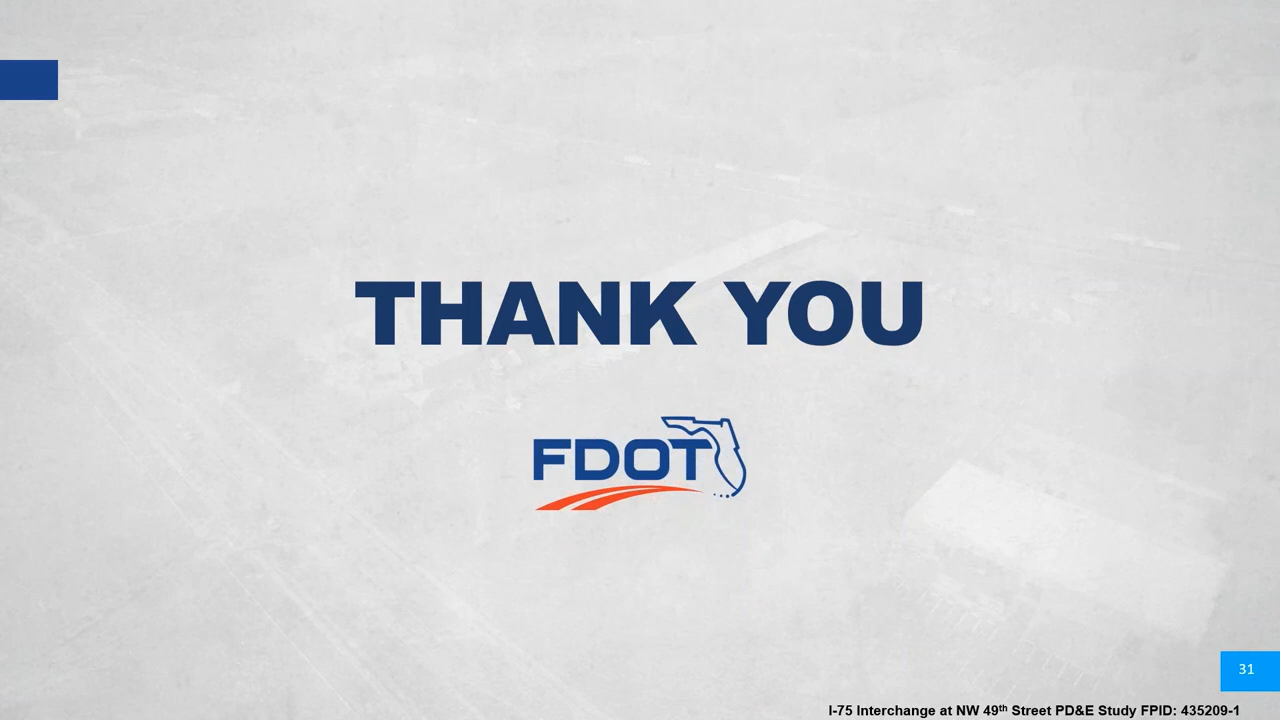 THANK YOU
FDOT
31
I-75 Interchange at NW 49th Street PD&E Study FPID: 435209-1